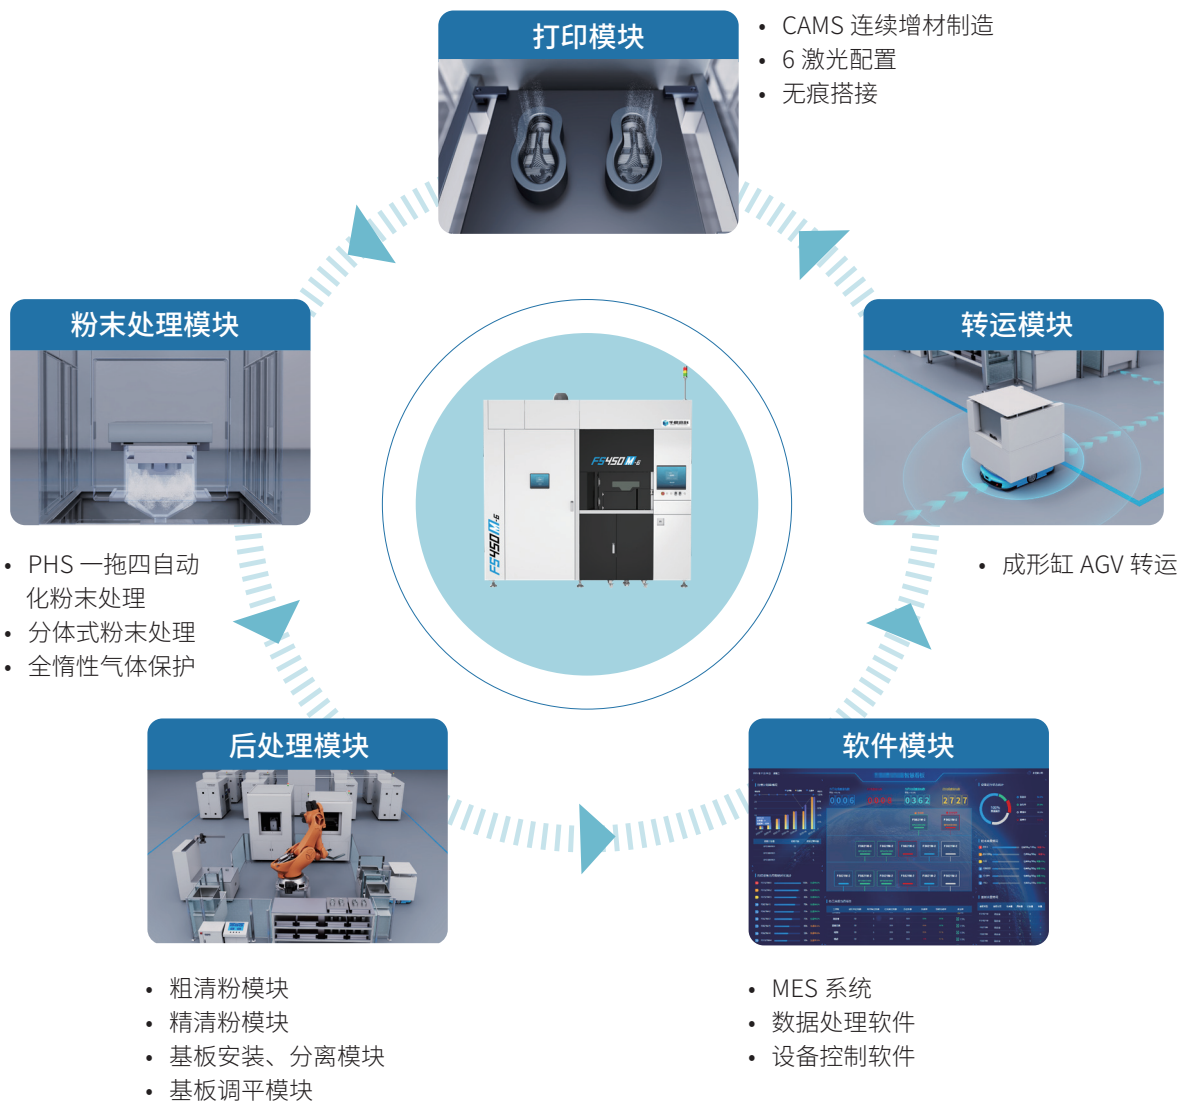 打印模块
• CAMS 连续增材制造
• 6 激光配置
• 无痕搭接
粉末处理模块
• PHS 一拖四自动
化粉末处理
• 分体式粉末处理
• 全惰性气体保护
转运模块
• 成形缸 AGV 转运
FS450M-6
FS450M-6
后处理模块
• 粗清粉模块
• 精清粉模块
• 基板安装、分离模块
• 基板调平模块
软件模块
0006
0362
2727
• MES 系统
• 数据处理软件
• 设备控制软件